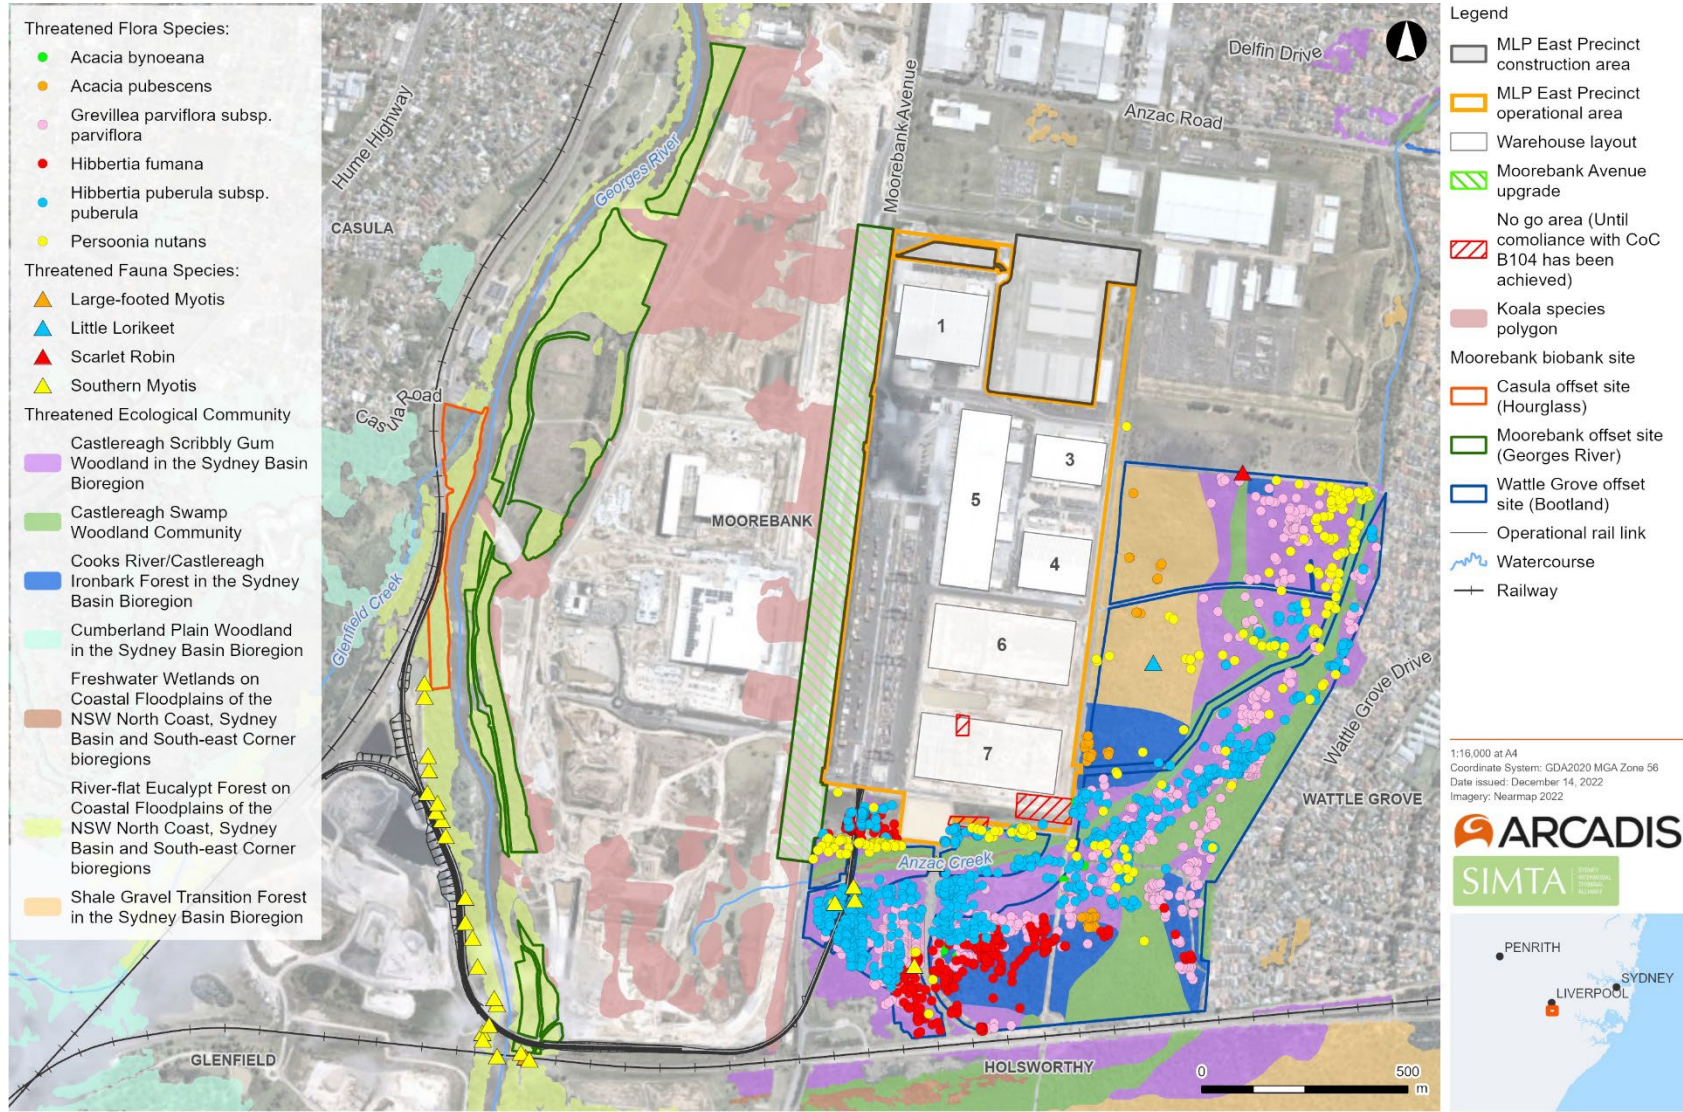 Threatened Flora Species:
Acacia bynoeana
Acacia pubescens
Grevillea parviflora subsp.
parviflora
Hibbertia fumana
Hibbertia puberula subsp.
puberula
Persoonia nutans
Threatened Fauna Species:
Large-footed Myotis
Little Lorikeet
Scarlet Robin
Southern Myotis
Threatened Ecological Community
Castlereagh Scribbly Gum
Woodland in the Sydney Basin
Bioregion
Castlereagh Swamp
Woodland Community
Cooks River/Castlereagh
Ironbark Forest in the Sydney
Basin Bioregion
Cumberland Plain Woodland
in the Sydney Basin Bioregion
Freshwater Wetlands on
Coastal Floodplains of the
NSW North Coast, Sydney
Basin and South-east Corner
bioregions
River-flat Eucalypt Forest on
Coastal Floodplains of the
NSW North Coast, Sydney
Basin and South-east Corner
bioregions
Shale Gravel Transition Forest
in the Sydney Basin Bioregion
Hume Highway
CASULA
Georges River
Moorebank Avenue
Delfin Drive
Anzac Road
Casula Road
Glenfield Creek
MOOREBANK
1
3
5
4
6
7
Wattle Grove Drive
WATTLE GROVE
Anzac Creek
GLENFIELD
HOLSWORTHY
0
500
m
Legend
MLP East Precinct
construction area
MLP East Precinct
operational area
Warehouse layout
Moorebank Avenue
upgrade
No go area (Until
comoliance with CoC
B104 has been
achieved)
Koala species
polygon
Moorebank biobank site
Casula offset site
(Hourglass)
Moorebank offset site
(Georges River)
Wattle Grove offset
site (Bootland)
Operational rail link
Watercourse
Railway
1:16,000 at A4
Coordinate System: GDA2020 MGA Zone 56
Date issued: December 14, 2022
Imagery: Nearmap 2022
ARCADIS
SIMTA
SYDNEY
INTERMODAL
TERMINAL
ALLIANCE
PENRITH
SYDNEY
LIVERPOOL